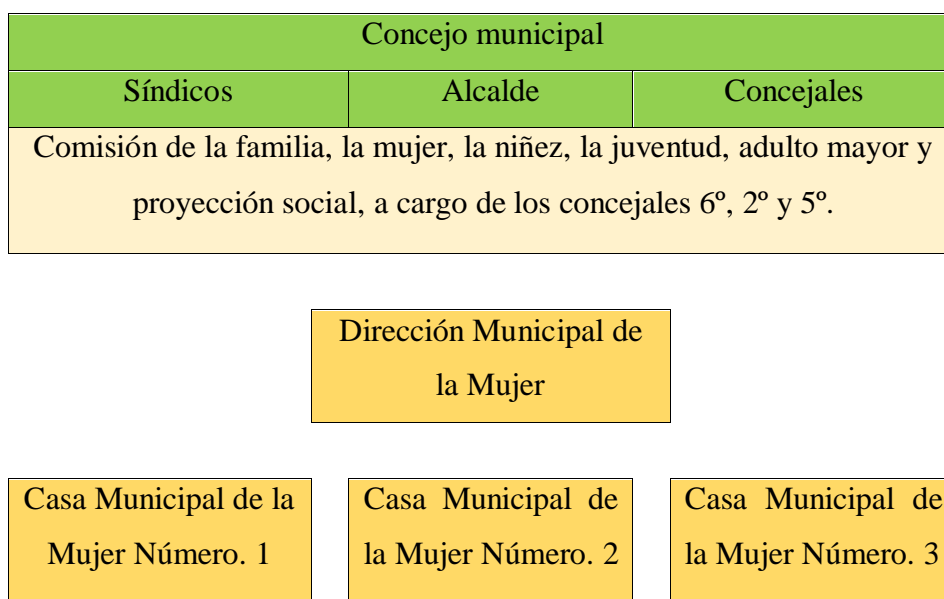 Concejo municipal
Síndicos
Alcalde
Concejales
Comisión de la familia, la mujer, la niñez, la juventud, adulto mayor y
proyección social, a cargo de los concejales 6º, 2º y 5º.
Dirección Municipal de
la Mujer
Casa Municipal de la
Mujer Número. 1
Casa Municipal de
la Mujer Número. 2
Casa Municipal de
la Mujer Número. 3